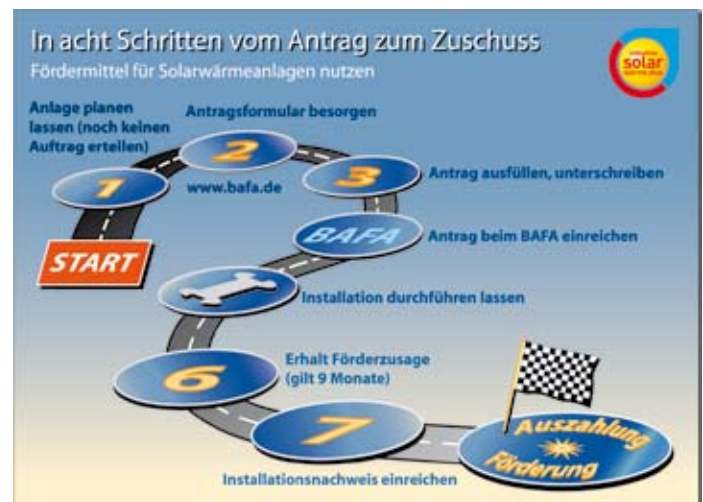 In acht Schritten vom Antrag zum Zuschuss
Fördermittel für Solarwärmeanlagen nutzen
solar
Anlage planen
lassen (noch keinen
Auftrag erteilen)
1
START
Antragsformular besorgen
2
www.bafa.de
3
Antrag ausfüllen, unterschreiben
BAFA
Antrag beim BAFA einreichen
Installation durchführen lassen
6
Erhalt Förderzusage
(gilt 9 Monate)
7
Installationsnachweis einreichen
Auszahlung
Förderung